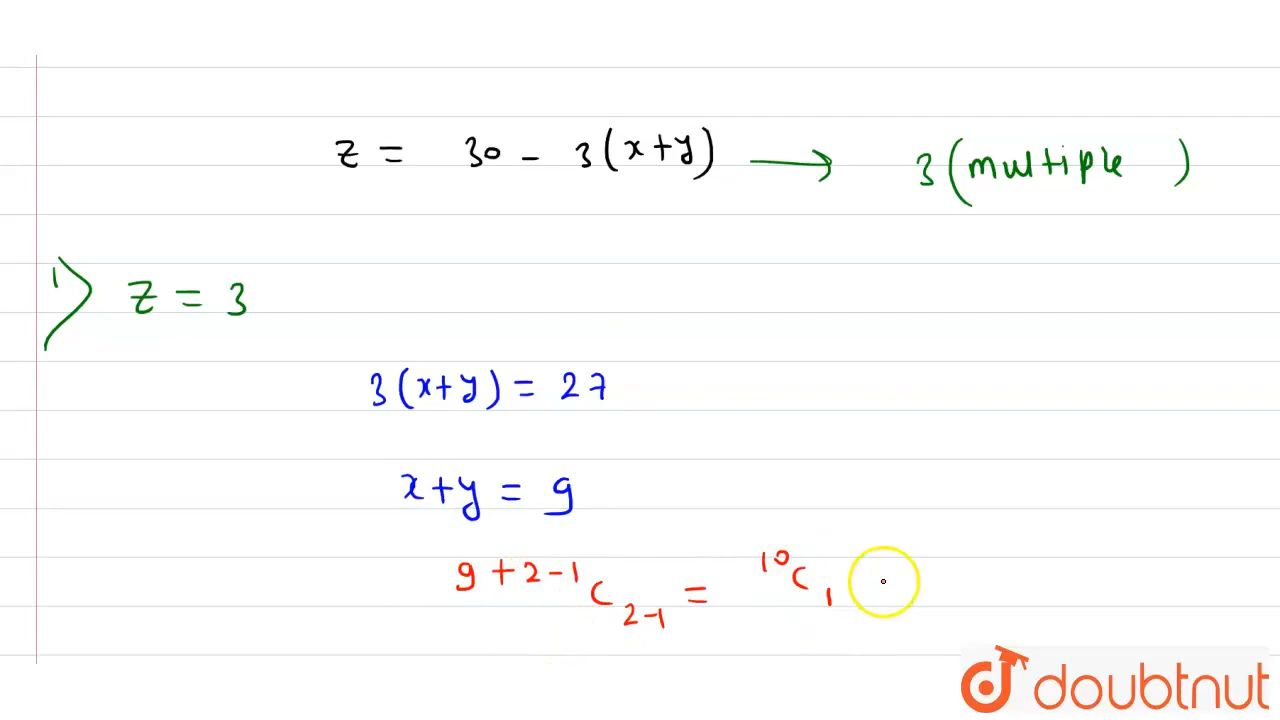 z = 30 - 3(x+y) → 3(multiple )
1) z = 3
3(x+y) = 27
x+y = 9
9+2-1C2-1 = 10C1
doubtnut